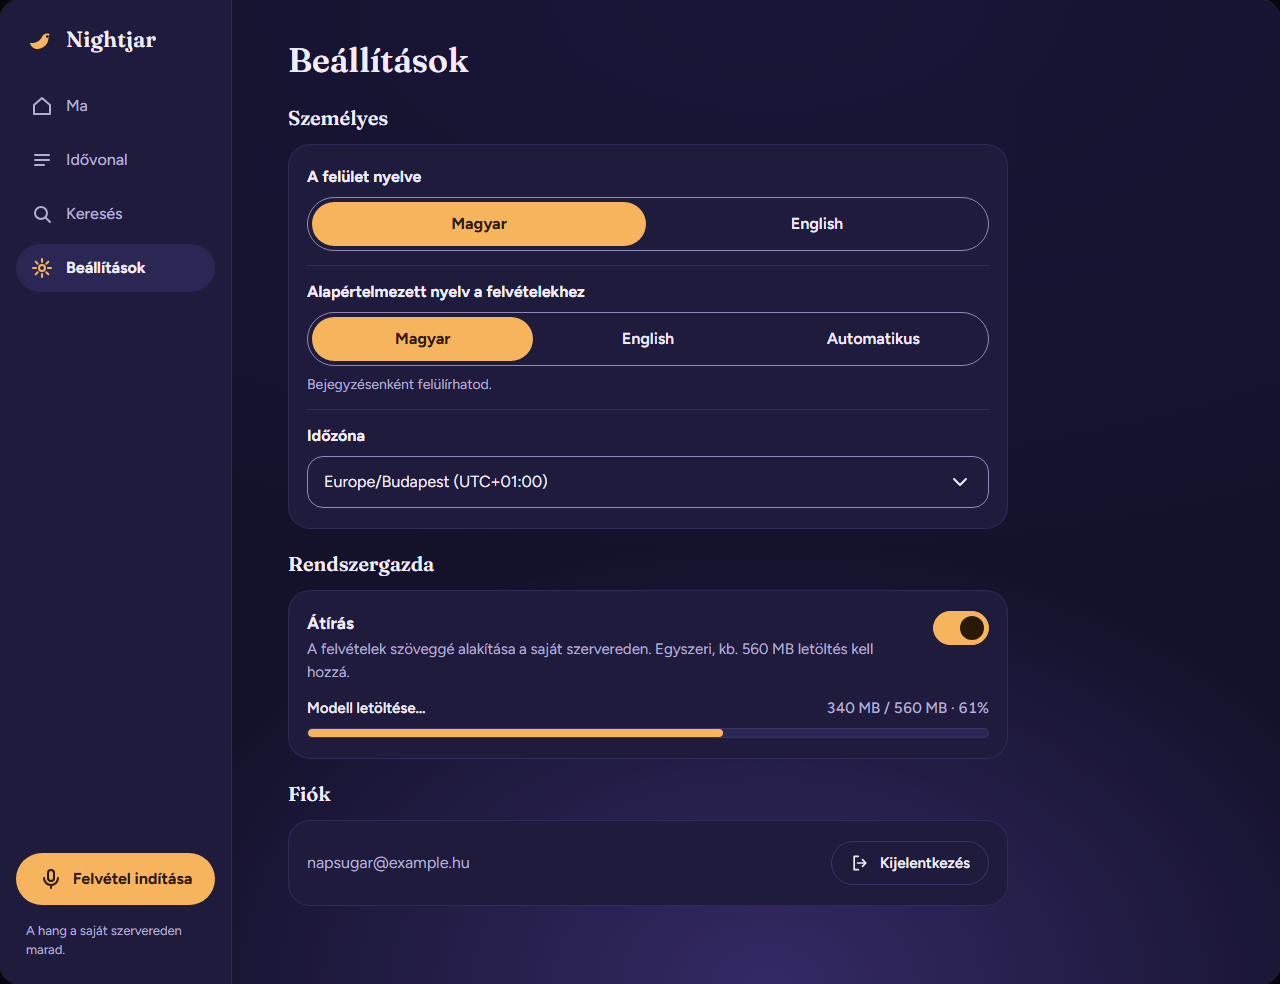 Nightjar
Ma
Idővonal
Keresés
Beállítások
Felvétel indítása
A hang a saját szervereden
marad.
Beállítások
Személyes
A felület nyelve
Magyar English
Alapértelmezett nyelv a felvételekhez
Magyar English Automatikus
Bejegyzésenként felülírhatod.
Időzóna
Europe/Budapest (UTC+01:00)
Rendszergazda
Átírás
A felvételek szöveggé alakítása a saját szervereden. Egyszeri, kb. 560 MB letöltés kell
hozzá.
Modell letöltése… 340 MB / 560 MB · 61%
Fiók
napsugar@example.hu Kijelentkezés